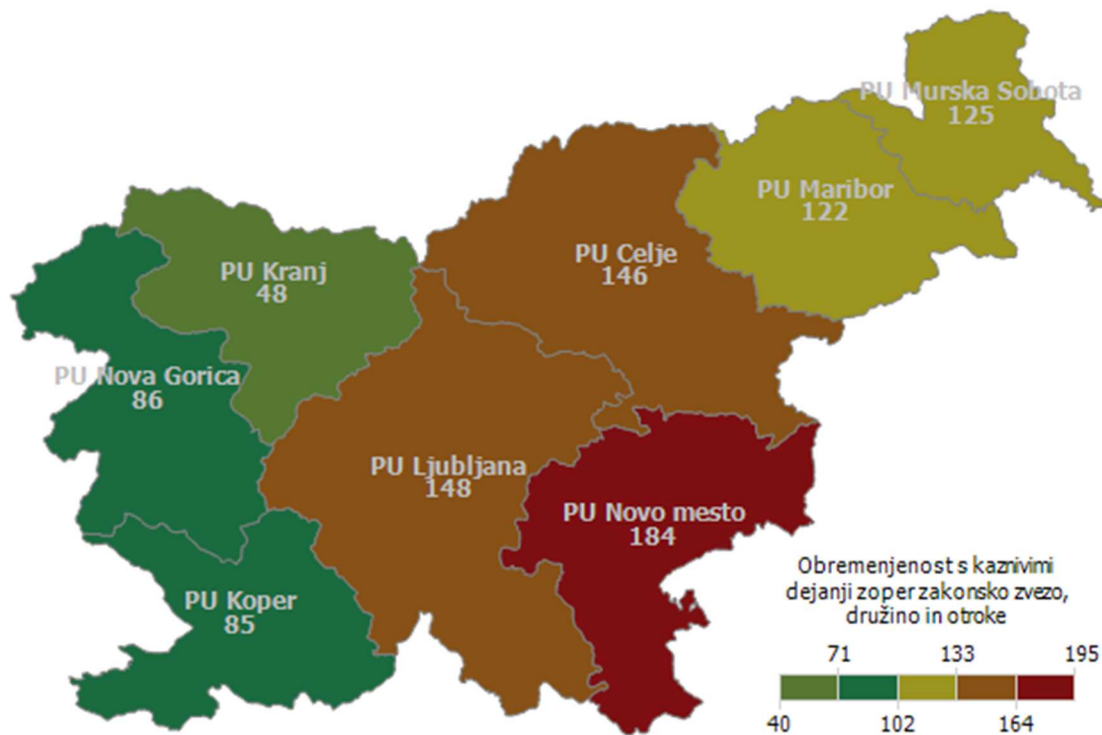 PU Murska Sobota
125
PU Maribor
122
PU Celje
146
PU Kranj
48
PU Nova Gorica
86
PU Ljubljana
148
PU Novo mesto
184
PU Koper
85
Obremenjenost s kaznivimi
dejanji zoper zakonsko zvezo,
družino in otroke
71 133 195
40 102 164